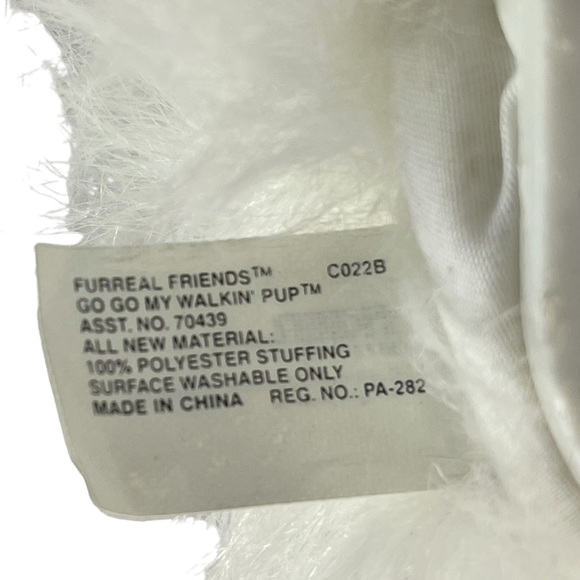 FURREAL FRIENDS™ C022B
GO GO MY WALKIN' PUP™
ASST. NO. 70439
ALL NEW MATERIAL:
100% POLYESTER STUFFING
SURFACE WASHABLE ONLY
MADE IN CHINA REG. NO.: PA-282